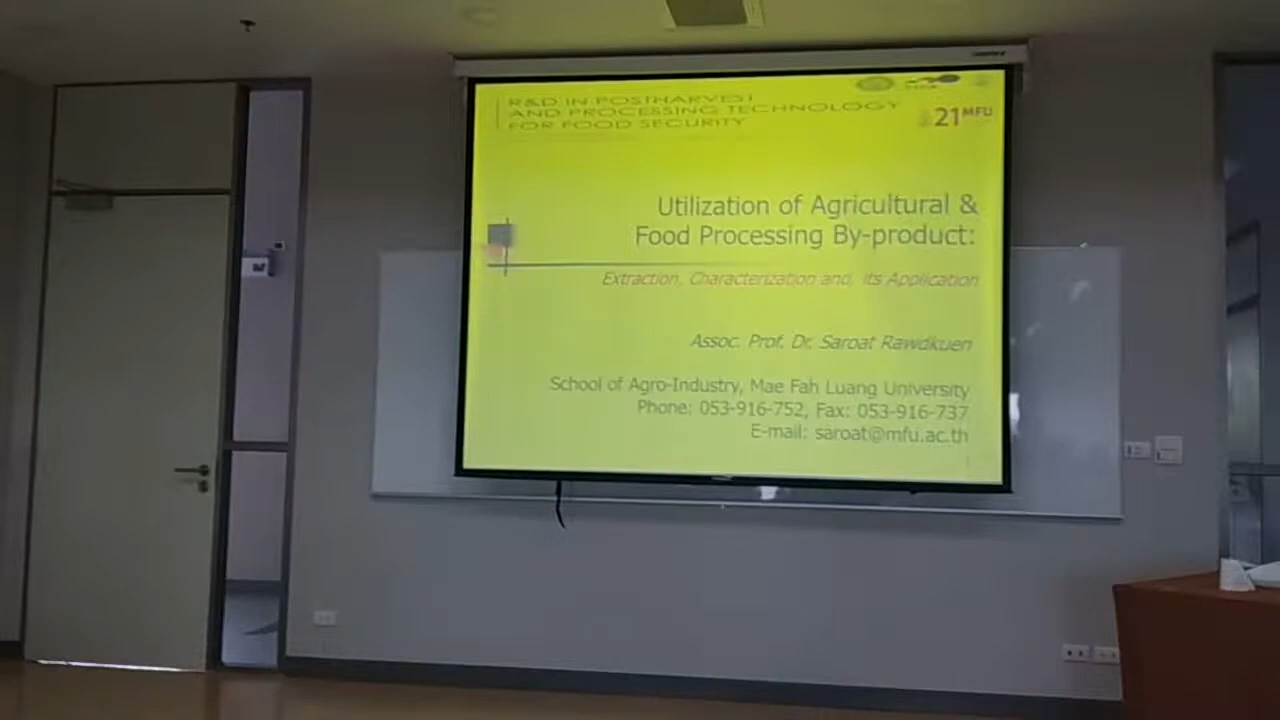 R&D IN POSTHARVEST
AND PROCESSING TECHNOLOGY
FOR FOOD SECURITY
21 MFU
Utilization of Agricultural &
Food Processing By-product:
Extraction, Characterization and, its Application
Assoc. Prof. Dr. Saroat Rawdkuen
School of Agro-Industry, Mae Fah Luang University
Phone: 053-916-752, Fax: 053-916-737
E-mail: saroat@mfu.ac.th